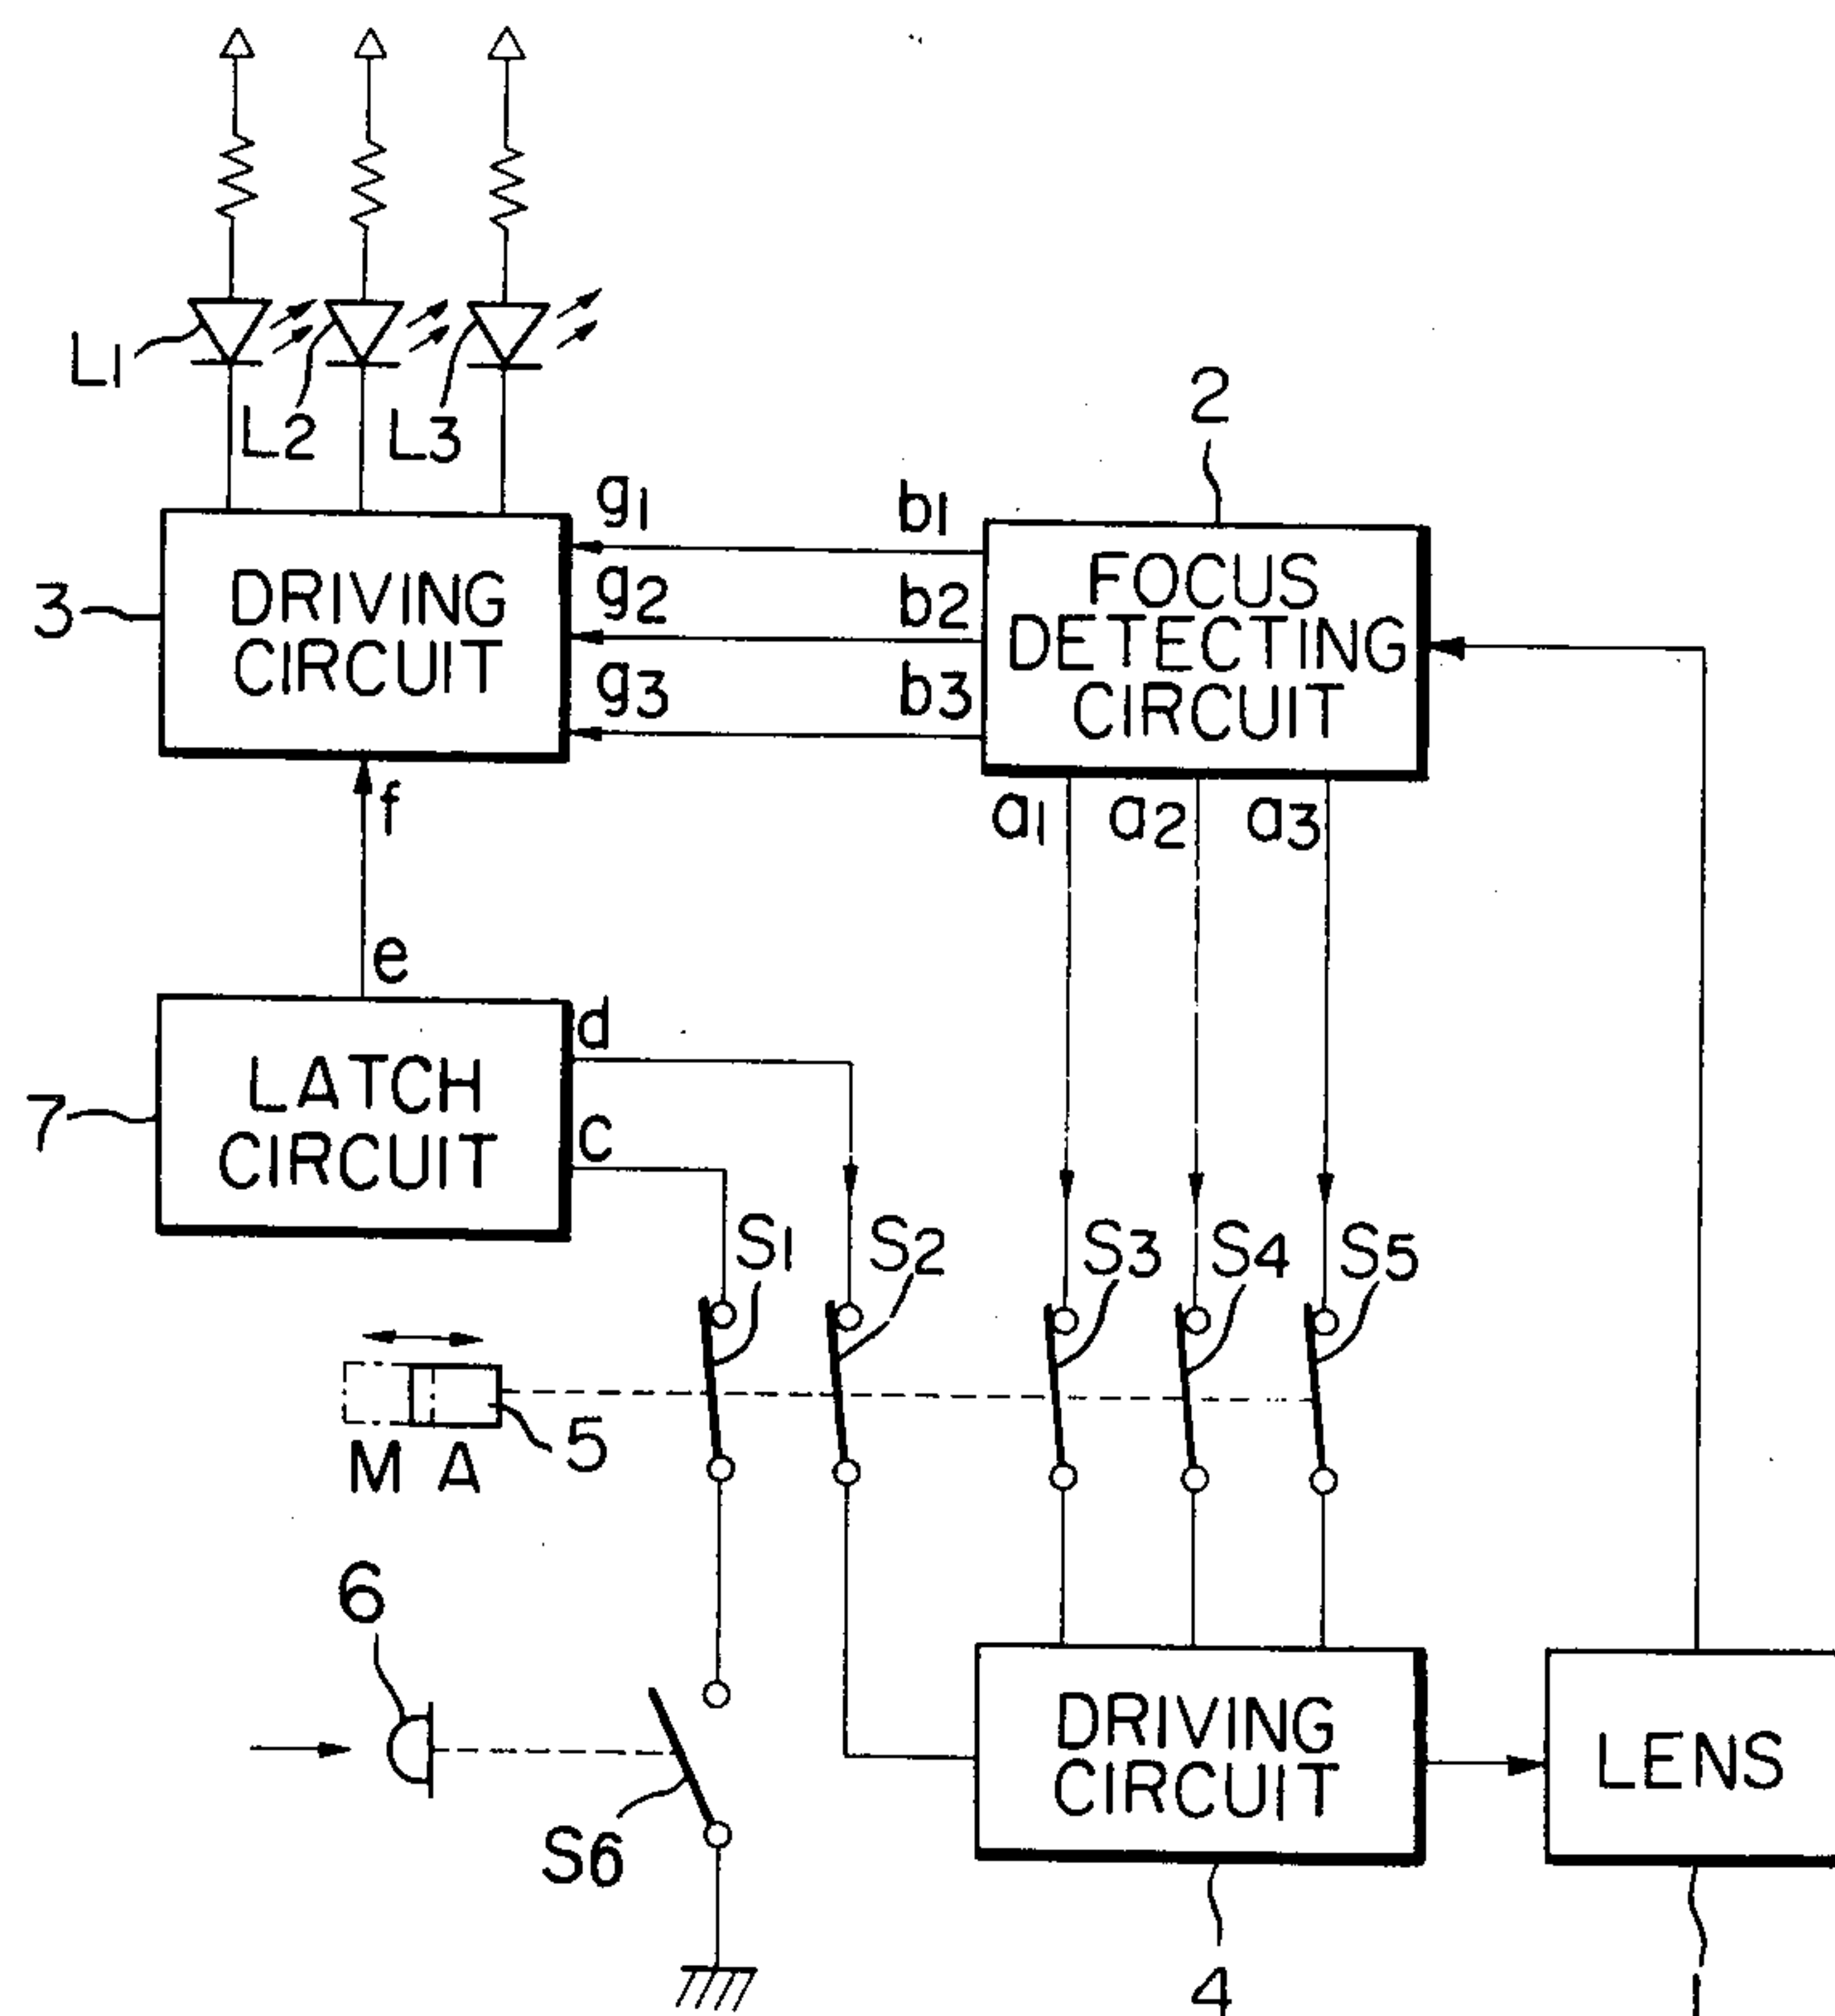 L1
L2
L3
2
g1
b1
3
DRIVING
CIRCUIT
g2
b2
g3
b3
FOCUS
DETECTING
CIRCUIT
f
a1
a2
a3
e
d
7
LATCH
CIRCUIT
c
S1
S2
S3
S4
S5
M A
5
6
S6
DRIVING
CIRCUIT
LENS
4
1